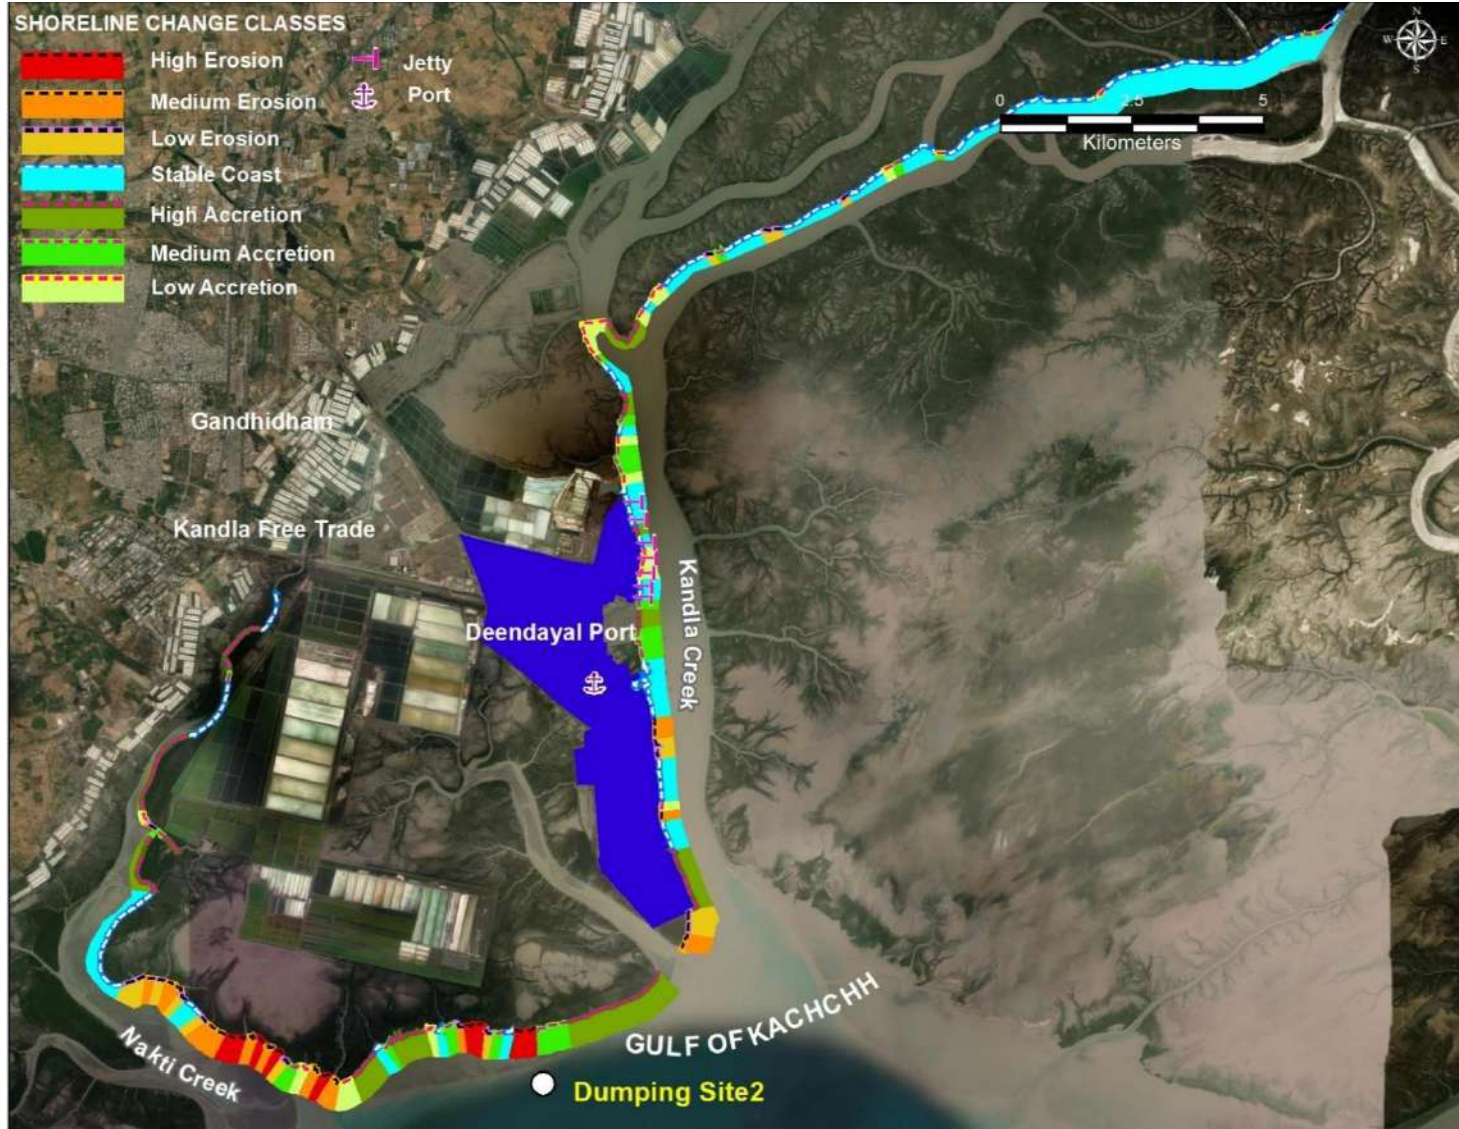 SHORELINE CHANGE CLASSES
High Erosion
Medium Erosion
Low Erosion
Stable Coast
High Accretion
Medium Accretion
Low Accretion
Jetty
Port
N
W E
S
0 2.5 5
Kilometers
Gandhidham
Kandla Free Trade
Deendayal Port
Kandla Creek
GULF OF KACHCHH
Nakti Creek
Dumping Site2